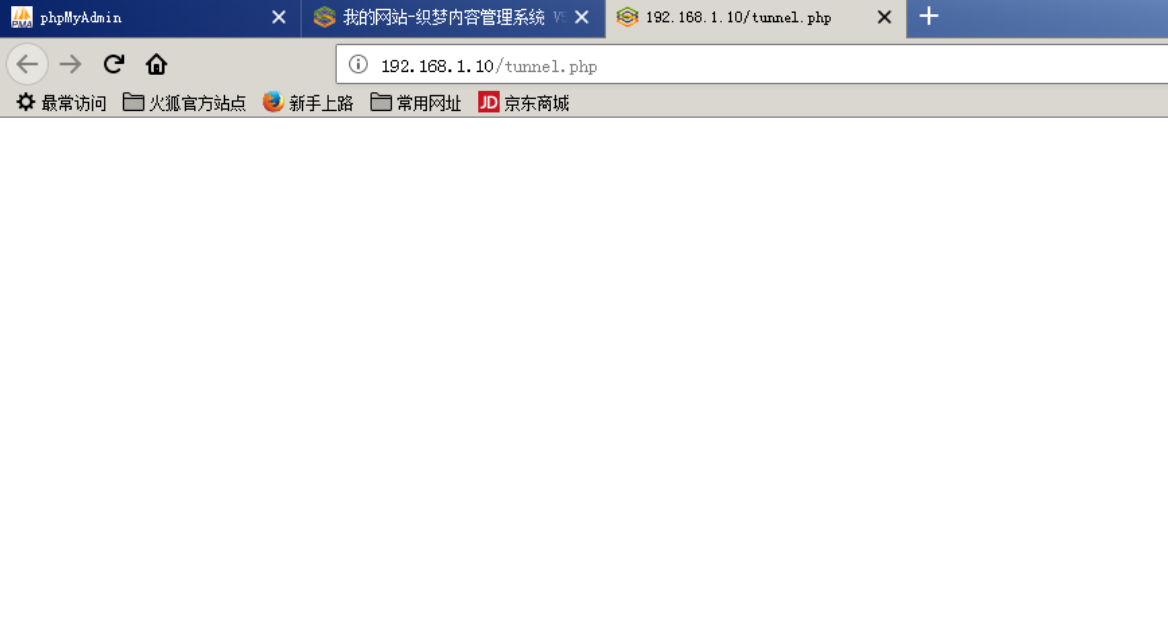 phpMyAdmin
我的网站-织梦内容管理系统 V5
192.168.1.10/tunnel.php
192.168.1.10/tunnel.php
最常访问 火狐官方站点 新手上路 常用网址 JD 京东商城